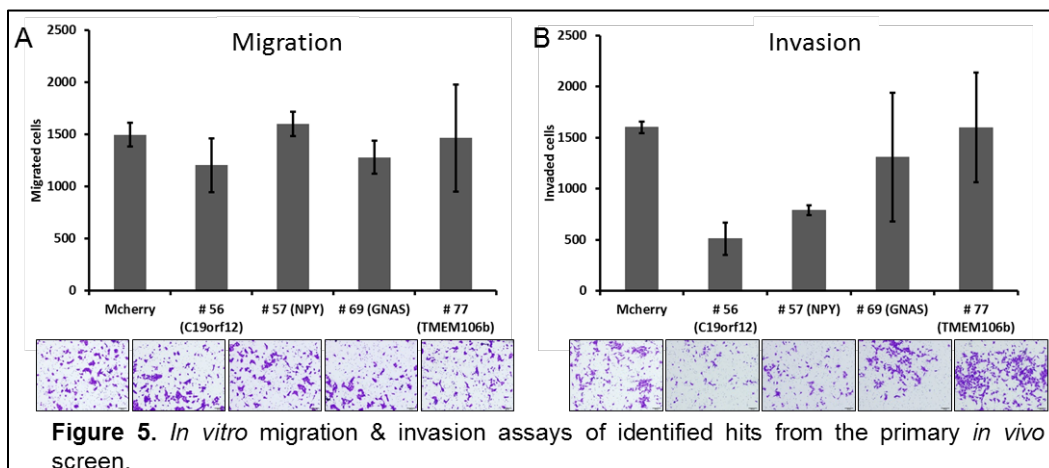 A
Migration
2500
2000
1500
1000
500
0
Migrated cells
Mcherry
# 56
(C19orf12)
# 57 (NPY)
# 69 (GNAS)
# 77
(TMEM106b)
B
Invasion
2500
2000
1500
1000
500
0
Invaded cells
Mcherry
# 56
(C19orf12)
# 57 (NPY)
# 69 (GNAS)
# 77
(TMEM106b)
Figure 5. In vitro migration & invasion assays of identified hits from the primary in vivo
screen.